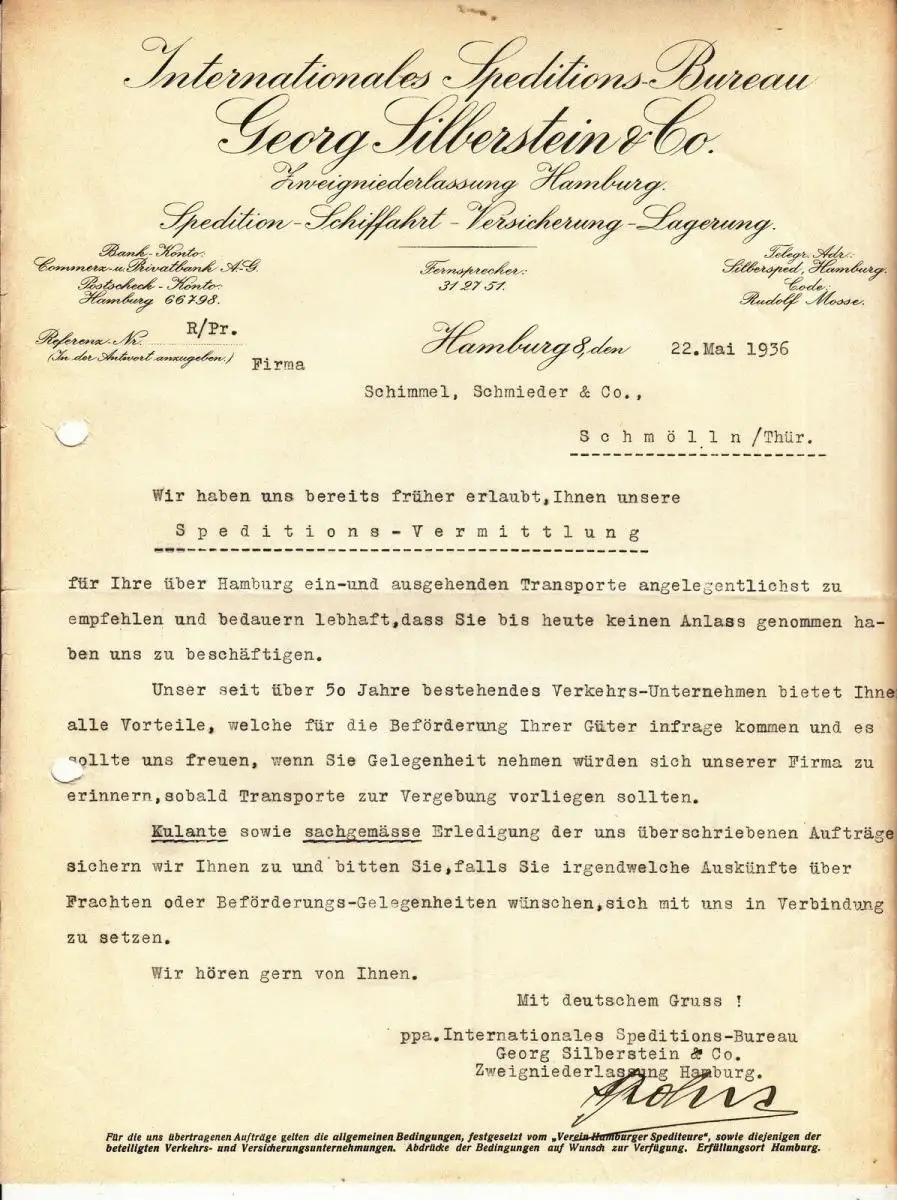 Internationales Speditions-Bureau
Georg Silberstein & Co.
Zweigniederlassung Hamburg.
Spedition - Schiffahrt - Versicherung - Lagerung.
Bank-Konto:
Commerz-u. Privatbank A-G.
Postscheck-Konto:
Hamburg 66798.
Fernsprecher:
312751.
Telegr. Adr.:
Silbersped, Hamburg.
Code:
Rudolf Mosse.
Referenz-Nr. R/Pr.
(In der Antwort anzugeben.)
Hamburg 8, den 22.Mai 1936
Firma
Schimmel, Schmieder & Co.,
Schmölln/Thür.
Wir haben uns bereits früher erlaubt,Ihnen unsere
Speditions-Vermittlung
für Ihre über Hamburg ein-und ausgehenden Transporte angelegentlichst zu
empfehlen und bedauern lebhaft,dass Sie bis heute keinen Anlass genommen ha-
ben uns zu beschäftigen.
Unser seit über 5o Jahre bestehendes Verkehrs-Unternehmen bietet Ihne
alle Vorteile, welche für die Beförderung Ihrer Güter infrage kommen und es
sollte uns freuen, wenn Sie Gelegenheit nehmen würden sich unserer Firma zu
erinnern,sobald Transporte zur Vergebung vorliegen sollten.
Kulante sowie sachgemässe Erledigung der uns überschriebenen Aufträge
sichern wir Ihnen zu und bitten Sie,falls Sie irgendwelche Auskünfte über
Frachten oder Beförderungs-Gelegenheiten wünschen,sich mit uns in Verbindung
zu setzen.
Wir hören gern von Ihnen.
Mit deutschem Gruss !
ppa.Internationales Speditions-Bureau
Georg Silberstein & Co.
Zweigniederlassung Hamburg.
Für die uns übertragenen Aufträge gelten die allgemeinen Bedingungen, festgesetzt vom „Verein Hamburger Spediteure“, sowie diejenigen der
beteiligten Verkehrs- und Versicherungsunternehmungen. Abdrücke der Bedingungen auf Wunsch zur Verfügung. Erfüllungsort Hamburg.